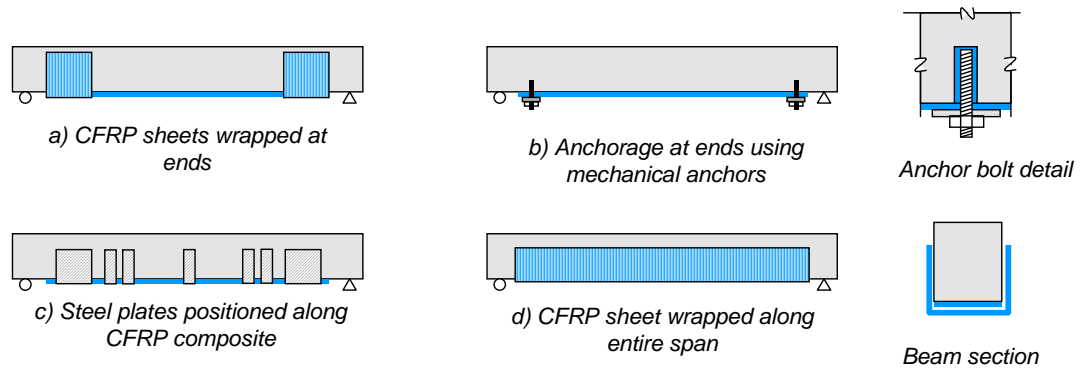 a) CFRP sheets wrapped at
ends
b) Anchorage at ends using
mechanical anchors
Anchor bolt detail
c) Steel plates positioned along
CFRP composite
d) CFRP sheet wrapped along
entire span
Beam section